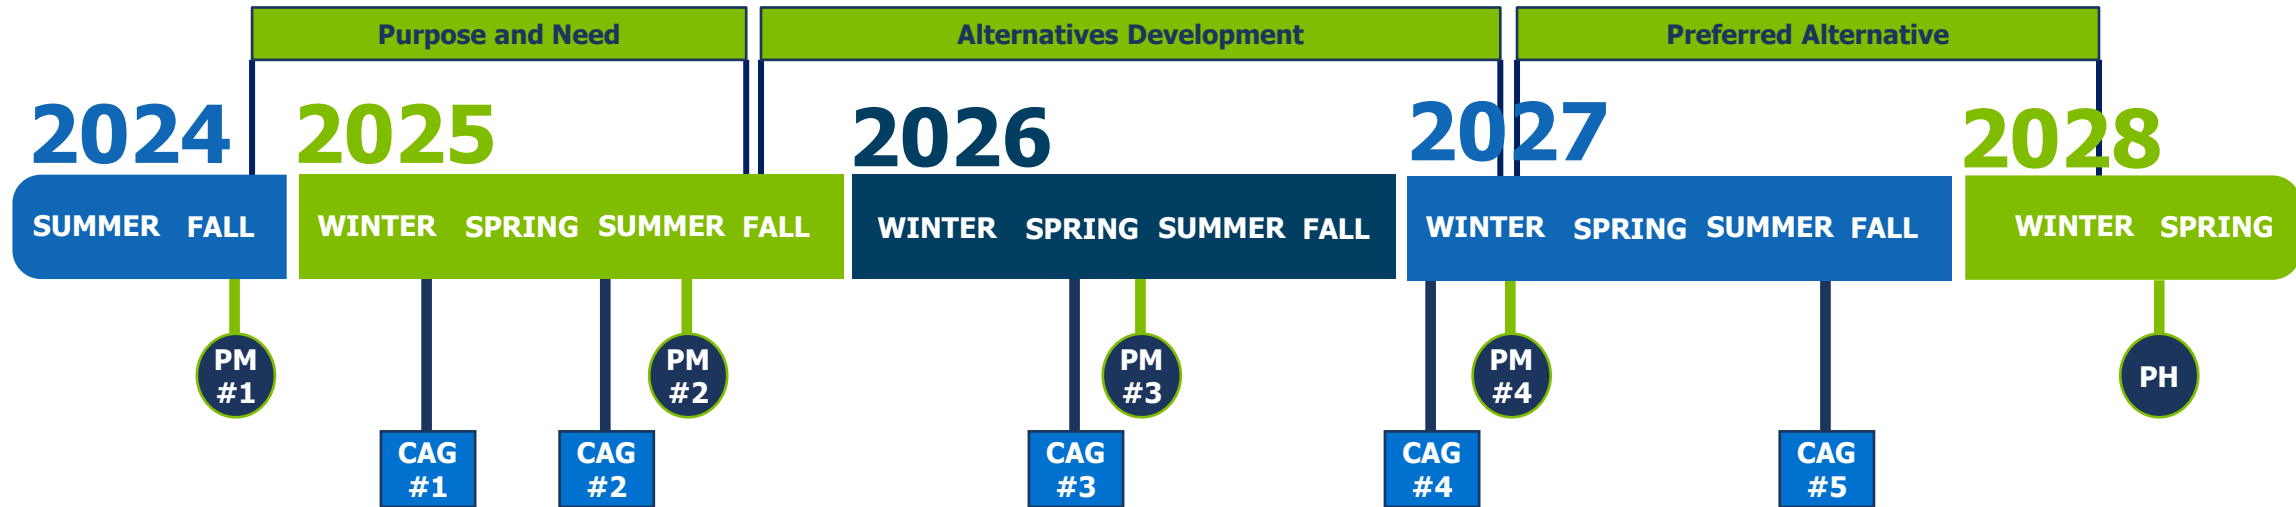 Purpose and Need
Alternatives Development
Preferred Alternative
2024
2025
2026
2027
2028
SUMMER FALL
WINTER SPRING SUMMER FALL
WINTER SPRING SUMMER FALL
WINTER SPRING SUMMER FALL
WINTER SPRING
PM
#1
PM
#2
PM
#3
PM
#4
PH
CAG
#1
CAG
#2
CAG
#3
CAG
#4
CAG
#5